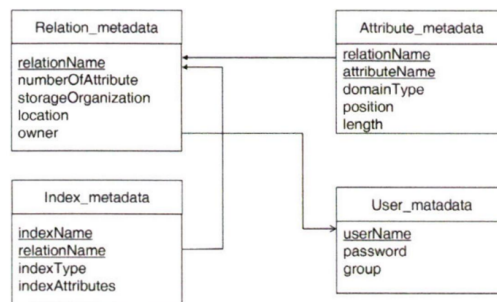 Relation_metadata
relationName
numberOfAttribute
storageOrganization
location
owner
Attribute_metadata
relationName
attributeName
domainType
position
length
Index_metadata
indexName
relationName
indexType
indexAttributes
User_matadata
userName
password
group